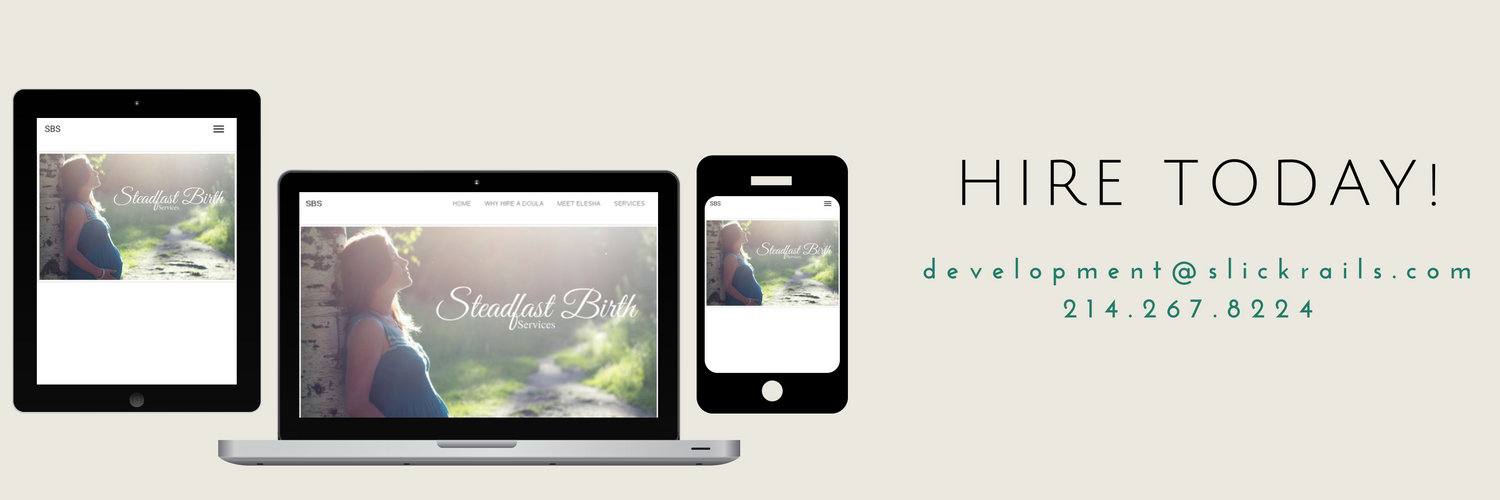 SBS
Steadfast Birth
Services
SBS
HOME WHY HIRE A DOULA MEET ELESHA SERVICES
Steadfast Birth
Services
SBS
Steadfast Birth
Services
HIRE TODAY!
development@slickrails.com
214.267.8224